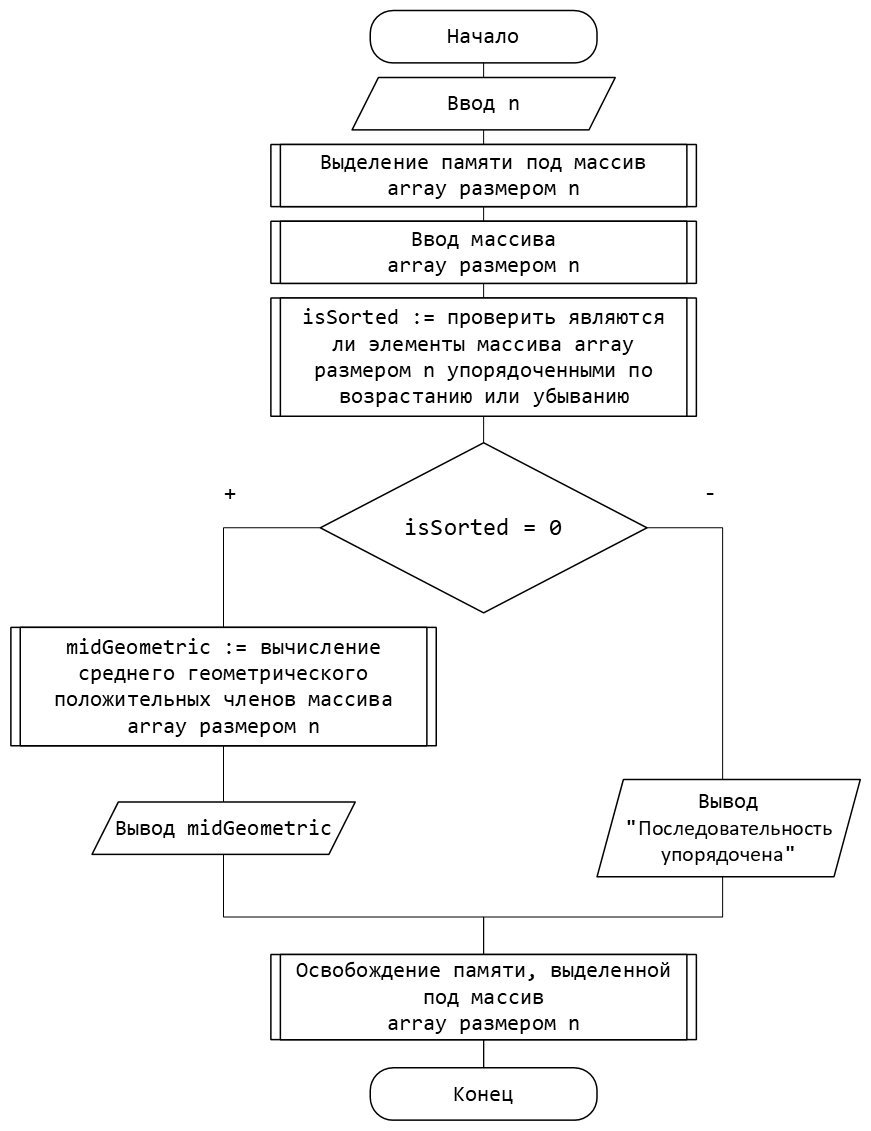 Начало
Ввод n
Выделение памяти под массив
array размером n
Ввод массива
array размером n
isSorted := проверить являются
ли элементы массива array
размером n упорядоченными по
возрастанию или убыванию
+
-
isSorted = 0
midGeometric := вычисление
среднего геометрического
положительных членов массива
array размером n
Вывод midGeometric
Вывод
"Последовательность
упорядочена"
Освобождение памяти, выделенной
под массив
array размером n
Конец